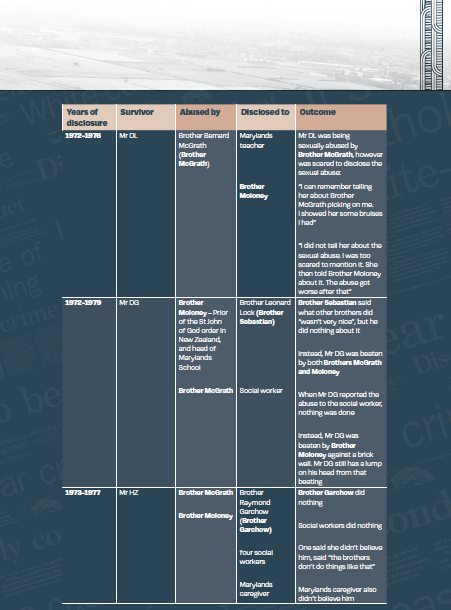 Years of disclosure
Survivor
Abused by
Disclosed to
Outcome
1972-1976
Mr DL
Brother Bernard
McGrath
(Brother
McGrath)
Marylands
teacher
Brother
Moloney
Mr DL was being
sexually abused by
Brother McGrath, however
was scared to disclose the
sexual abuse:
"I can remember telling
her about Brother
McGrath picking on me.
I showed her some bruises
I had"
"I did not tell her about the
sexual abuse. I was too
scared to mention it. She
then told Brother Moloney
about it. The abuse got
worse after that"
1972-1979
Mr DG
Brother
Moloney – Prior
of the St John
of God order in
New Zealand,
and head of
Marylands
School
Brother McGrath
Brother Leonard
Lock (Brother
Sebastian)
Social worker
Brother Sebastian said
what other brothers did
"wasn't very nice", but he
did nothing about it
Instead, Mr DG was beaten
by both Brothers McGrath
and Moloney
When Mr DG reported the
abuse to the social worker,
nothing was done
Instead, Mr DG was
beaten by Brother
Moloney against a brick
wall. Mr DG still has a lump
on his head from that
beating
1973-1977
Mr HZ
Brother McGrath
Brother Moloney
Brother
Raymond
Garchow
(Brother
Garchow)
four social
workers
Marylands
caregiver
Brother Garchow did
nothing
Social workers did nothing
One said she didn't believe
him, said "the brothers
don't do things like that"
Marylands caregiver also
didn't believe him